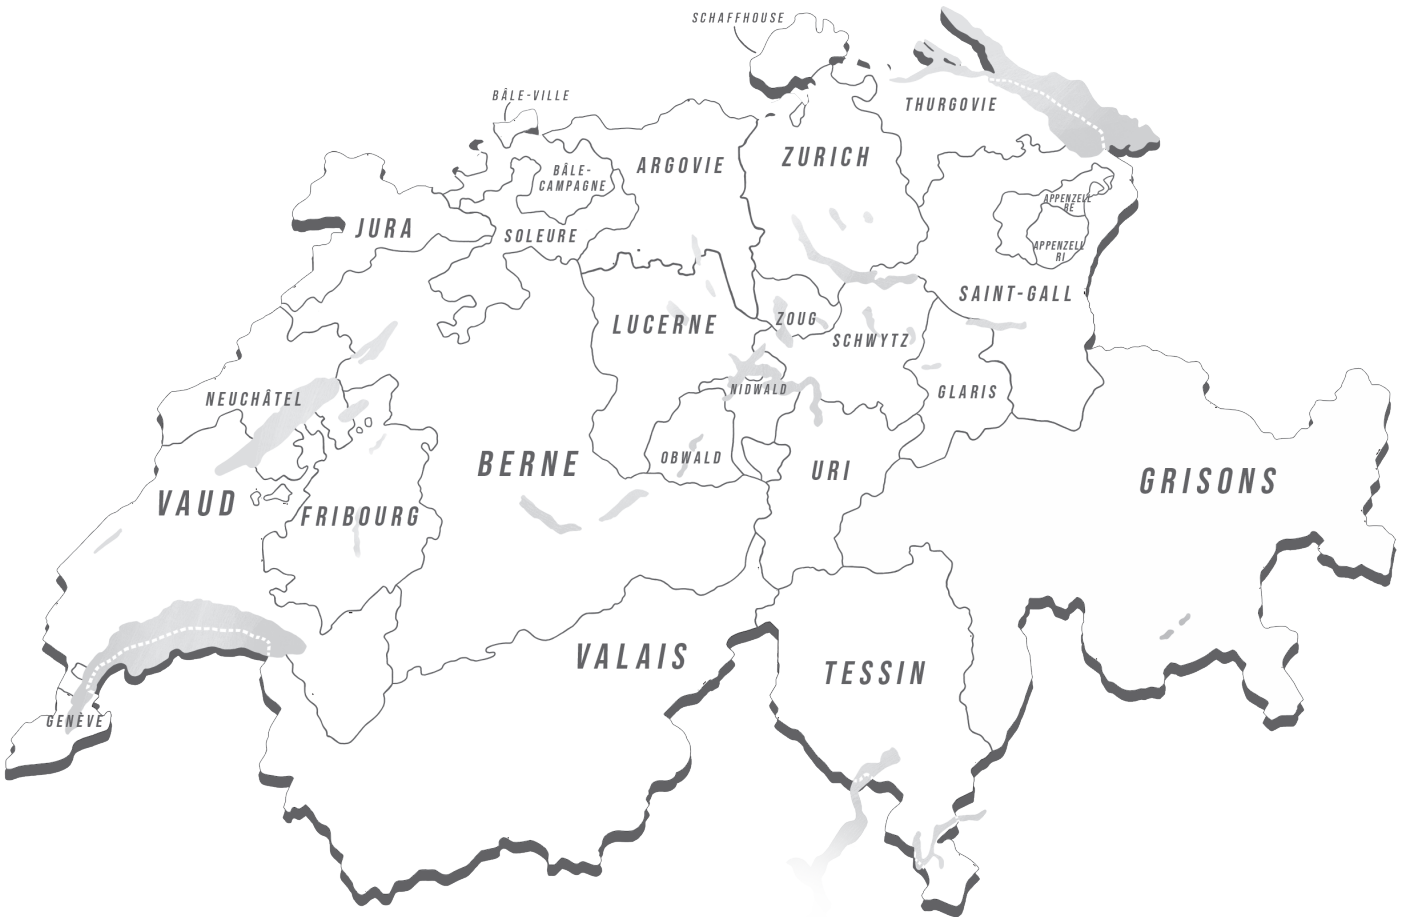 SCHAFFHOUSE
BÂLE-VILLE
THURGOVIE
ZURICH
ARGOVIE
BÂLE-
CAMPAGNE
JURA
SOLEURE
APPENZELL
RE
APPENZELL
RI
SAINT-GALL
LUCERNE
ZOUG
SCHWYTZ
NEUCHÂTEL
NIDWALD
GLARIS
BERNE
OBWALD
URI
GRISONS
VAUD
FRIBOURG
VALAIS
TESSIN
GENÈVE